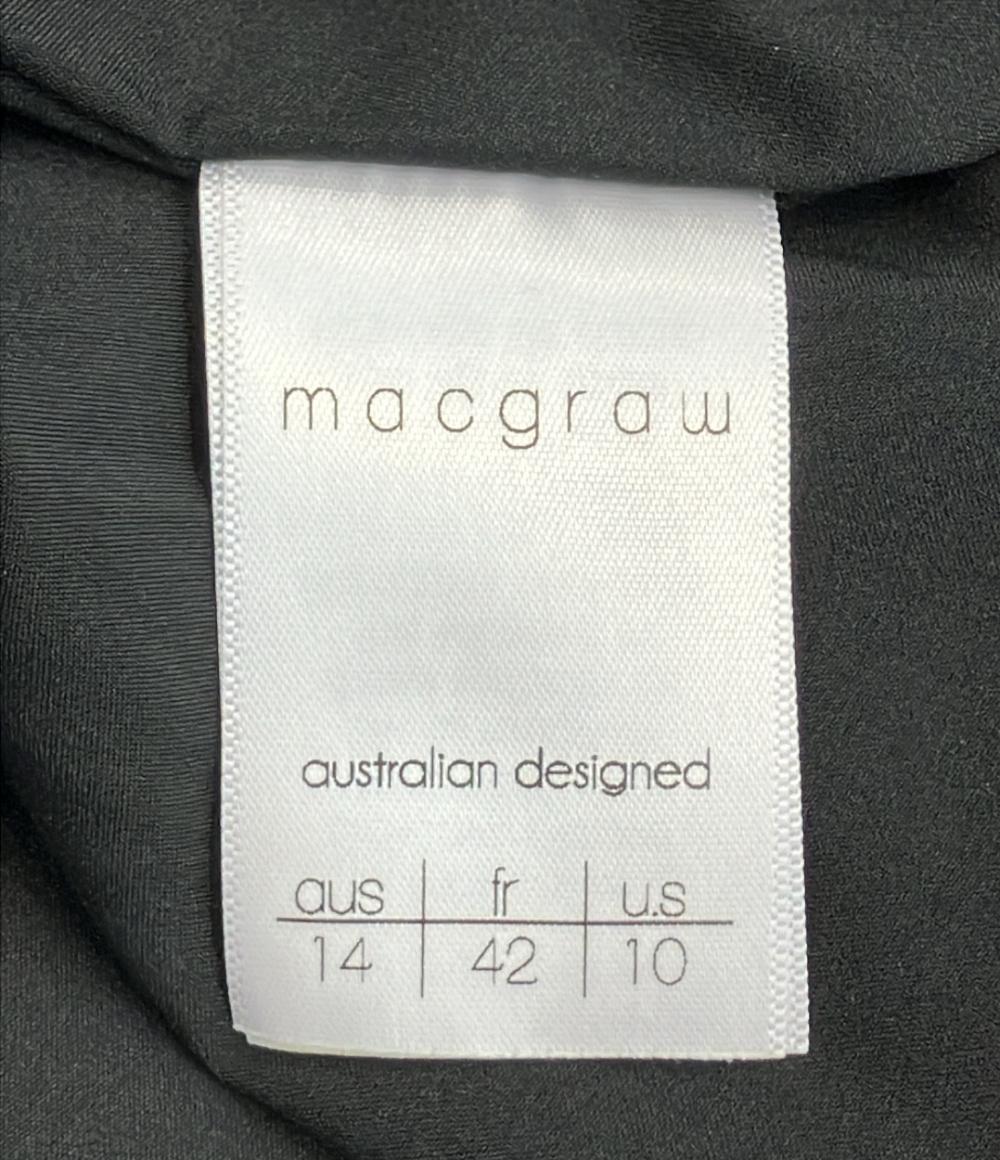 macgraw
australian designed
aus fr u.s
14 42 10